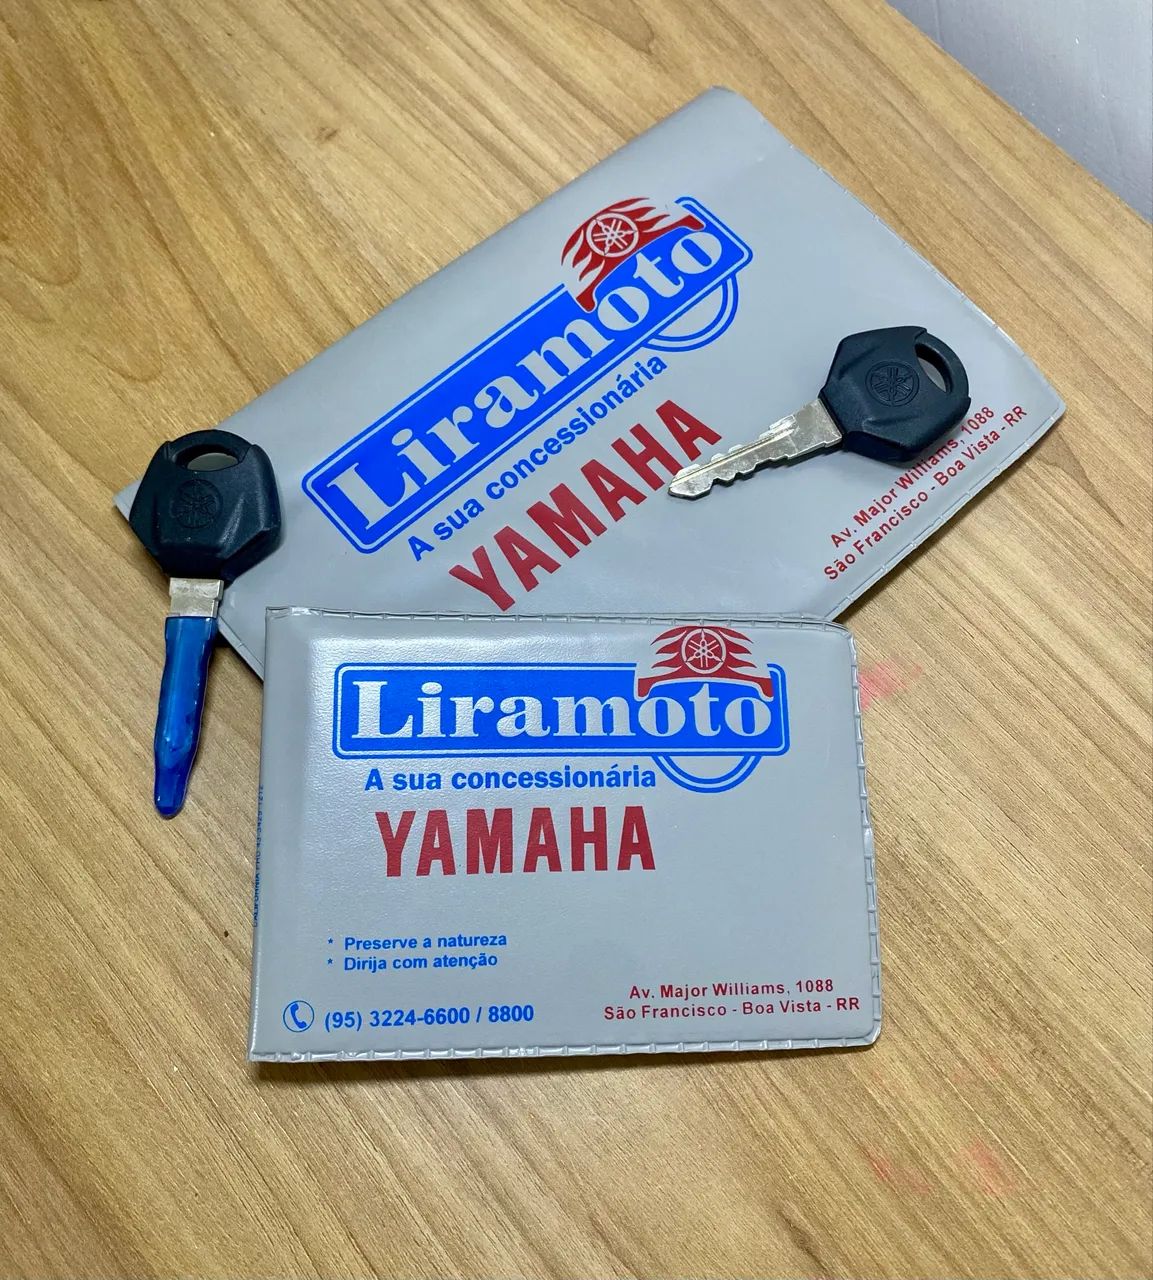 Liramoto
A sua concessionária
YAMAHA
Av. Major Williams, 1088
São Francisco - Boa Vista - RR
Liramoto
A sua concessionária
YAMAHA
* Preserve a natureza
* Dirija com atenção
(95) 3224-6600 / 8800
Av. Major Williams, 1088
São Francisco - Boa Vista - RR